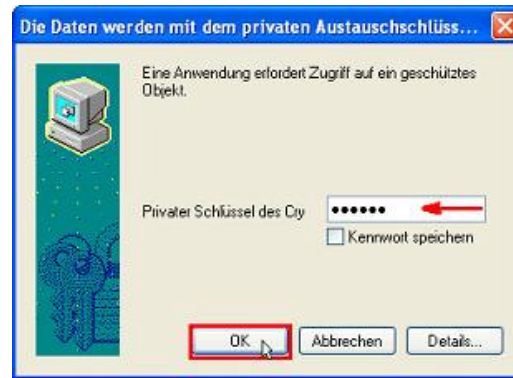 Die Daten werden mit dem privaten Austauschschlüss...
Eine Anwendung erfordert Zugriff auf ein geschütztes
Objekt.
Privater Schlüssel des Cry
••••••
Kennwort speichern
OK
Abbrechen
Details...